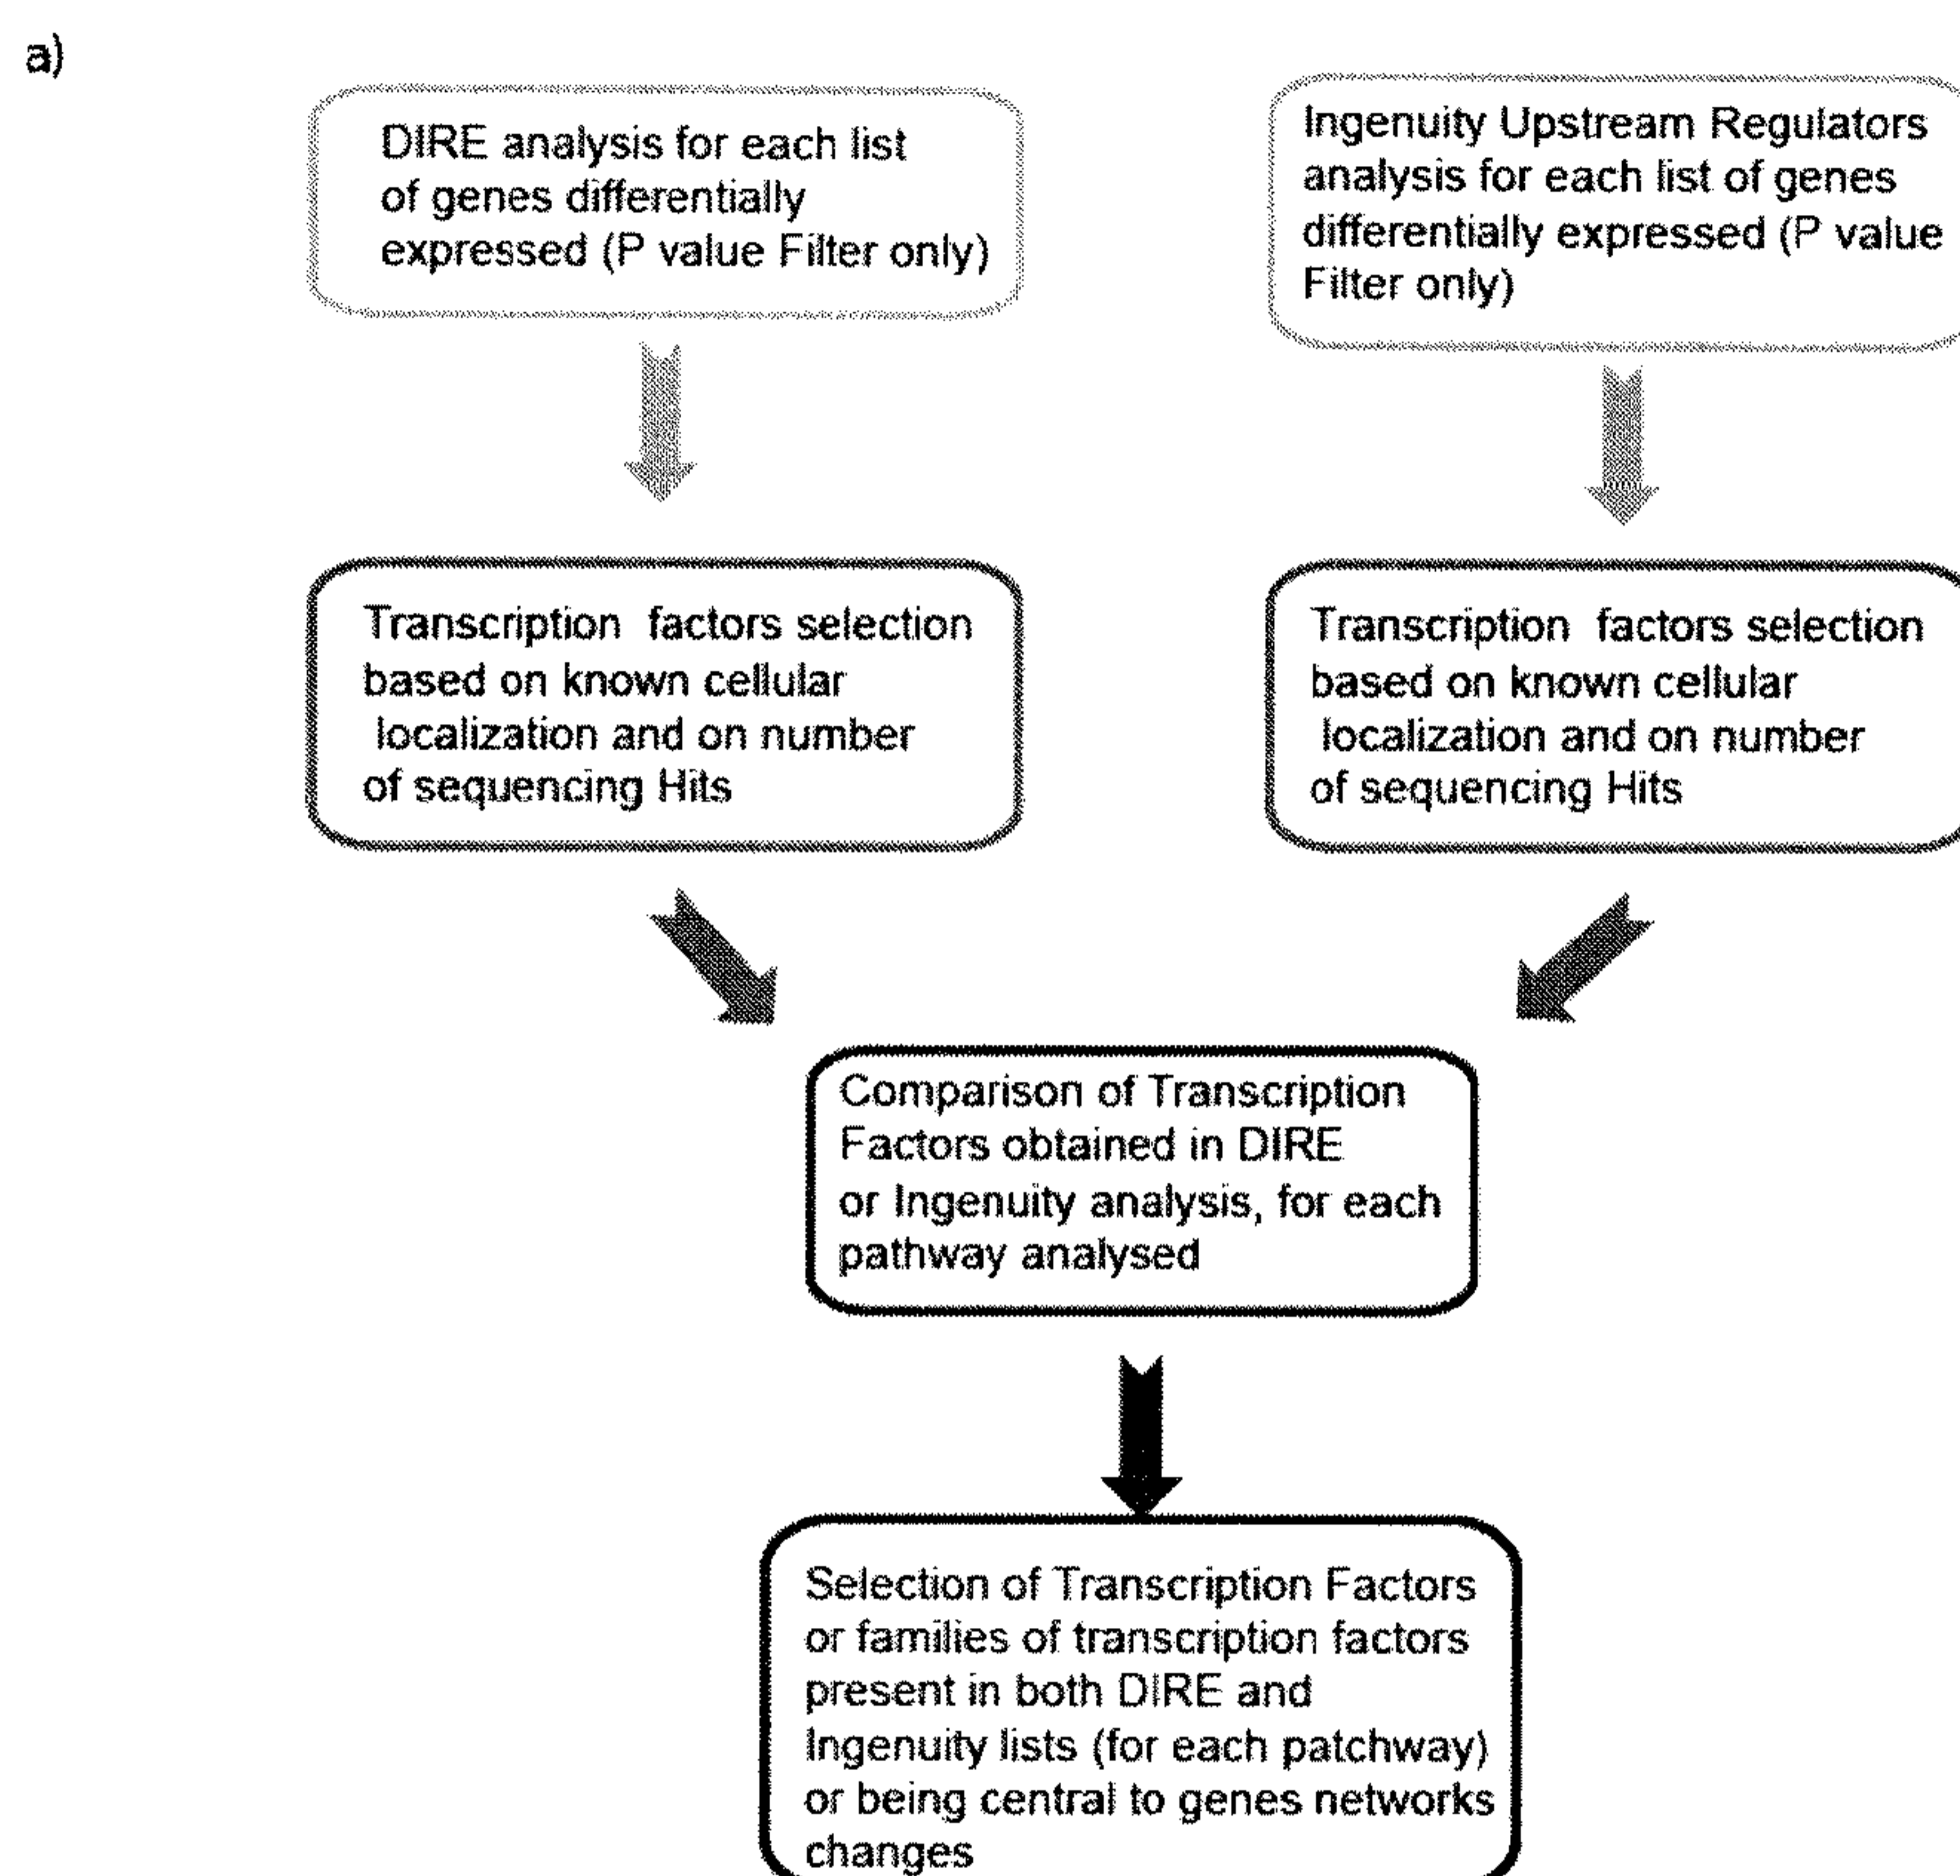 a)
DIRE analysis for each list
of genes differentially
expressed (P value Filter only)
Ingenuity Upstream Regulators
analysis for each list of genes
differentially expressed (P value
Filter only)
Transcription factors selection
based on known cellular
localization and on number
of sequencing Hits
Transcription factors selection
based on known cellular
localization and on number
of sequencing Hits
Comparison of Transcription
Factors obtained in DIRE
or Ingenuity analysis, for each
pathway analysed
Selection of Transcription Factors
or families of transcription factors
present in both DIRE and
Ingenuity lists (for each patchway)
or being central to genes networks
changes